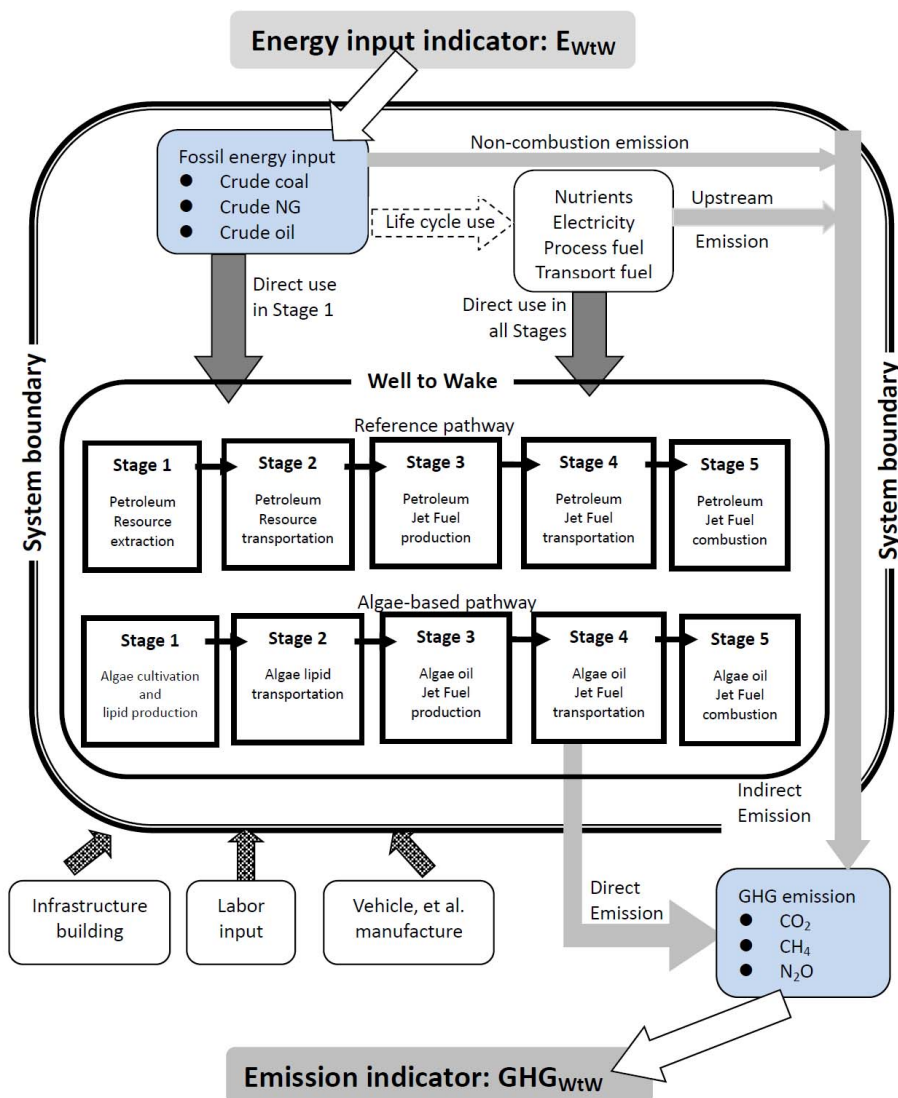 Energy input indicator: E_WtW
Fossil energy input
● Crude coal
● Crude NG
● Crude oil
Non-combustion emission
Life cycle use
Nutrients
Electricity
Process fuel
Transport fuel
Upstream
Emission
Direct use
in Stage 1
Direct use in
all Stages
System boundary
System boundary
Well to Wake
Reference pathway
Stage 1
Petroleum
Resource
extraction
Stage 2
Petroleum
Resource
transportation
Stage 3
Petroleum
Jet Fuel
production
Stage 4
Petroleum
Jet Fuel
transportation
Stage 5
Petroleum
Jet Fuel
combustion
Algae-based pathway
Stage 1
Algae cultivation
and
lipid production
Stage 2
Algae lipid
transportation
Stage 3
Algae oil
Jet Fuel
production
Stage 4
Algae oil
Jet Fuel
transportation
Stage 5
Algae oil
Jet Fuel
combustion
Indirect
Emission
Infrastructure
building
Labor
input
Vehicle, et al.
manufacture
Direct
Emission
GHG emission
● CO₂
● CH₄
● N₂O
Emission indicator: GHG_WtW